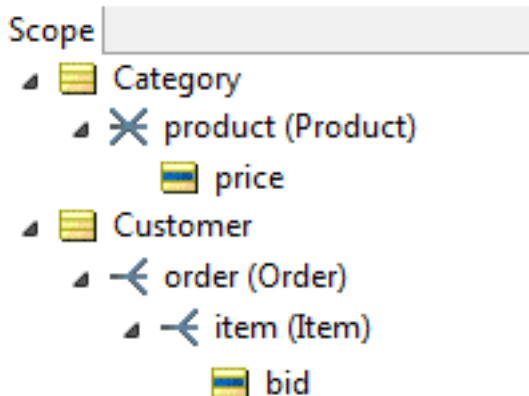 Scope
Category
product (Product)
price
Customer
order (Order)
item (Item)
bid